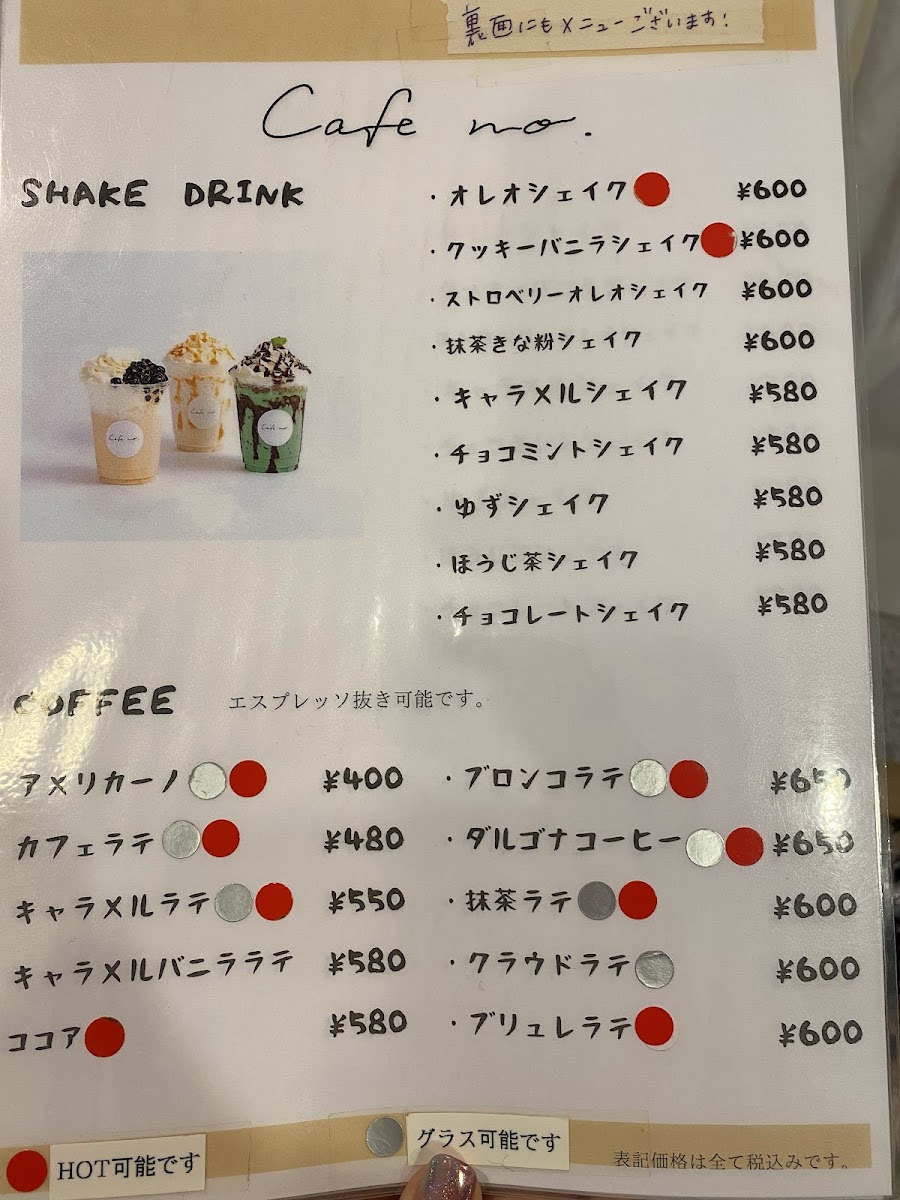 裏面にもメニューございます!
Cafe no.
SHAKE DRINK
・オレオシェイク ¥600
・クッキーバニラシェイク ¥600
・ストロベリーオレオシェイク ¥600
・抹茶きな粉シェイク ¥600
・キャラメルシェイク ¥580
・チョコミントシェイク ¥580
・ゆずシェイク ¥580
・ほうじ茶シェイク ¥580
・チョコレートシェイク ¥580
Cafe no.
Cafe no.
Cafe no.
COFFEE エスプレッソ抜き可能です。
アメリカーノ ¥400
カフェラテ ¥480
キャラメルラテ ¥550
キャラメルバニララテ ¥580
ココア ¥580
・ブロンコラテ ¥650
・ダルゴナコーヒー ¥650
・抹茶ラテ ¥600
・クラウドラテ ¥600
・ブリュレラテ ¥600
HOT可能です
グラス可能です
表記価格は全て税込みです。